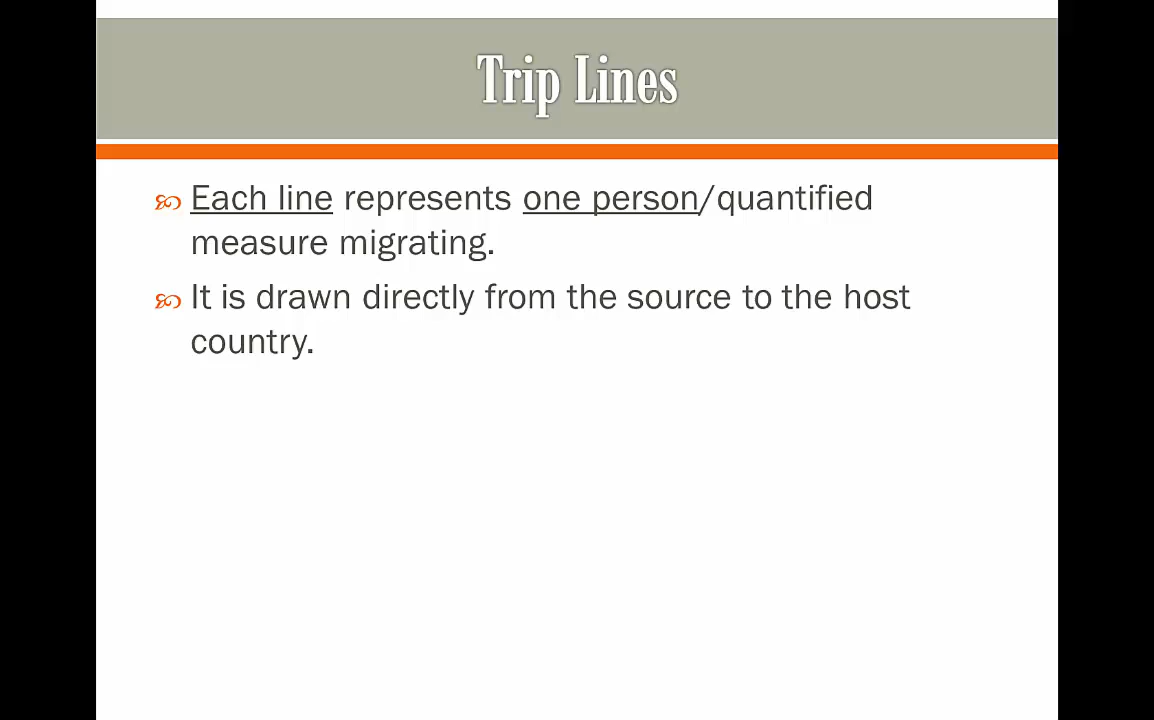 Trip Lines
Each line represents one person/quantified
measure migrating.
It is drawn directly from the source to the host
country.